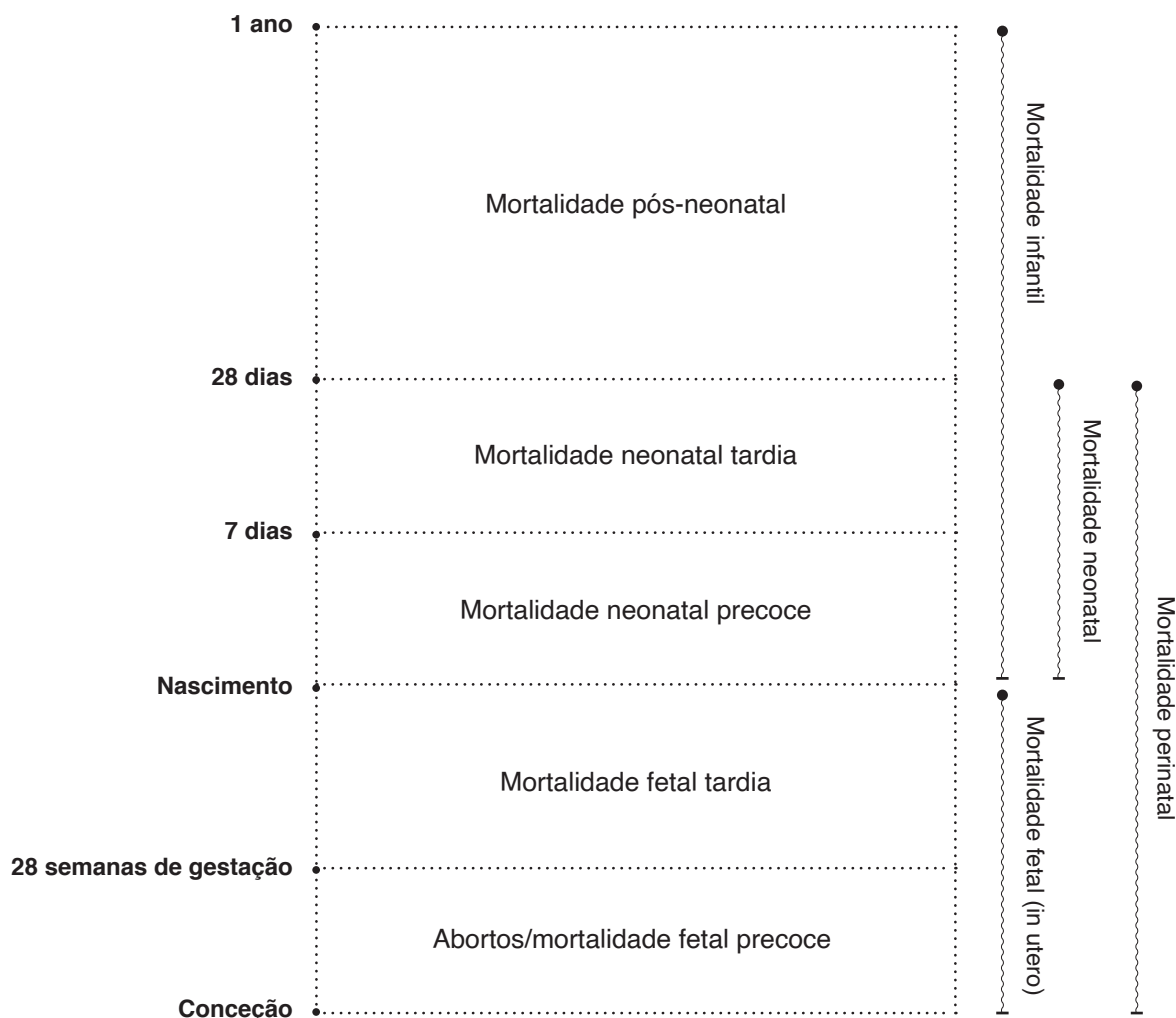 1 ano
Mortalidade pós-neonatal
Mortalidade infantil
28 dias
Mortalidade neonatal tardia
Mortalidade neonatal
7 dias
Mortalidade neonatal precoce
Mortalidade perinatal
Nascimento
Mortalidade fetal tardia
Mortalidade fetal (in utero)
28 semanas de gestação
Abortos/mortalidade fetal precoce
Conceção